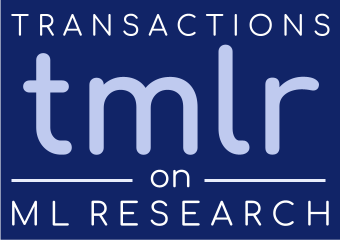 TRANSACTIONS
tmlr
on
ML RESEARCH